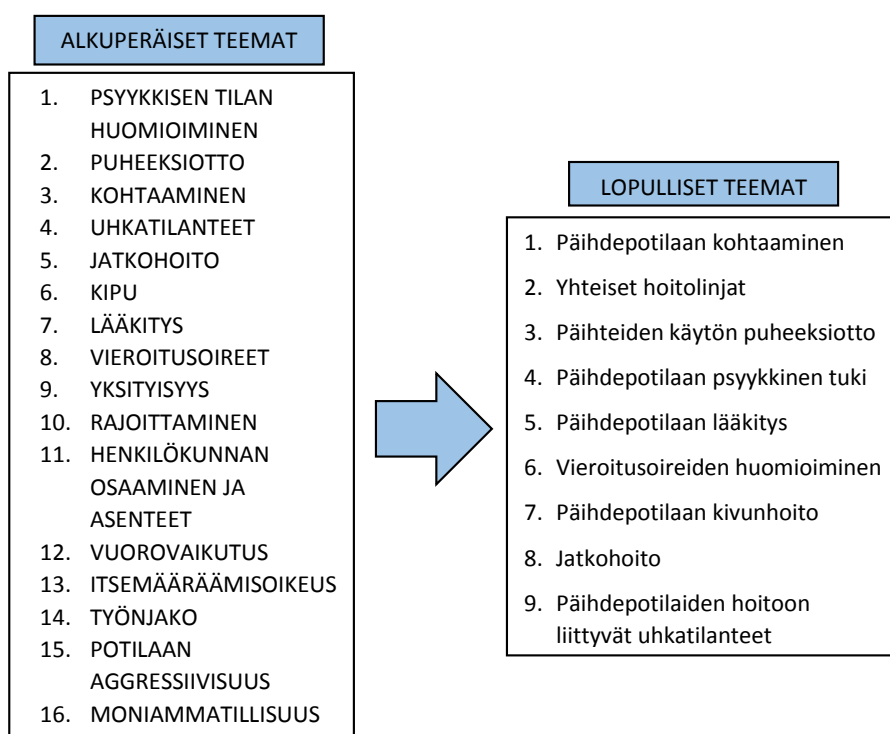 ALKUPERÄISET TEEMAT
1. PSYYKKISEN TILAN
HUOMIOIMINEN
2. PUHEEKSIOTTO
3. KOHTAAMINEN
4. UHKATILANTEET
5. JATKOHOITO
6. KIPU
7. LÄÄKITYS
8. VIEROITUSOIREET
9. YKSITYISYYS
10. RAJOITTAMINEN
11. HENKILÖKUNNAN
OSAAMINEN JA
ASENTEET
12. VUOROVAIKUTUS
13. ITSEMÄÄRÄÄMISOIKEUS
14. TYÖNJAKO
15. POTILAAN
AGGRESSIIVISUUS
16. MONIAMMATILLISUUS
LOPULLISET TEEMAT
1. Päihdepotilaan kohtaaminen
2. Yhteiset hoitolinjat
3. Päihteiden käytön puheeksiotto
4. Päihdepotilaan psyykkinen tuki
5. Päihdepotilaan lääkitys
6. Vieroitusoireiden huomioiminen
7. Päihdepotilaan kivunhoito
8. Jatkohoito
9. Päihdepotilaiden hoitoon
liittyvät uhkatilanteet